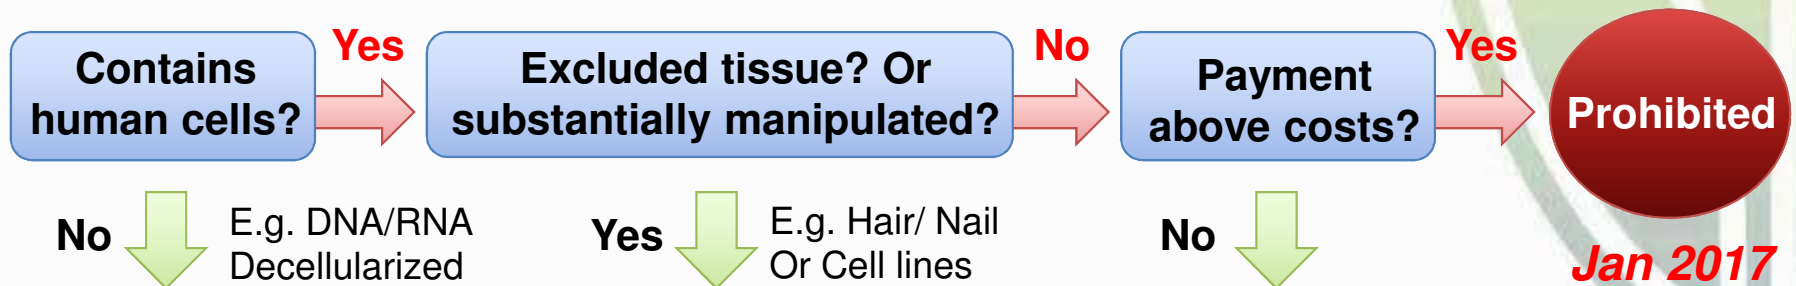 Contains
human cells?
Yes
Excluded tissue? Or
substantially manipulated?
No
Payment
above costs?
Yes
Prohibited
No
E.g. DNA/RNA
Decellularized
Yes
E.g. Hair/ Nail
Or Cell lines
No
Jan 2017